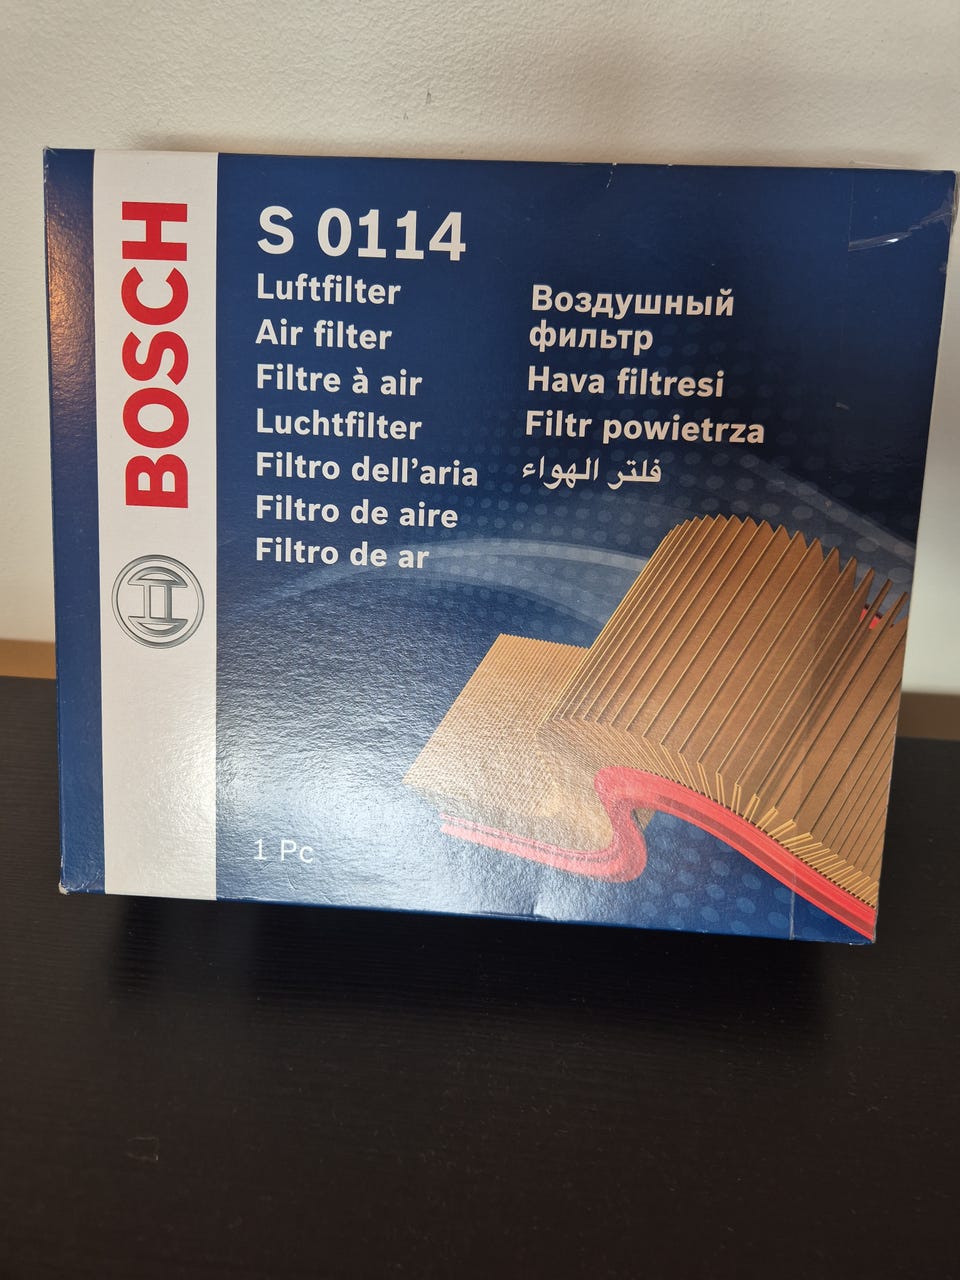 BOSCH
S 0114
Luftfilter
Air filter
Filtre à air
Luchtfilter
Filtro dell'aria
Filtro de aire
Filtro de ar
Воздушный
фильтр
Hava filtresi
Filtr powietrza
فلتر الهواء
1 Pc